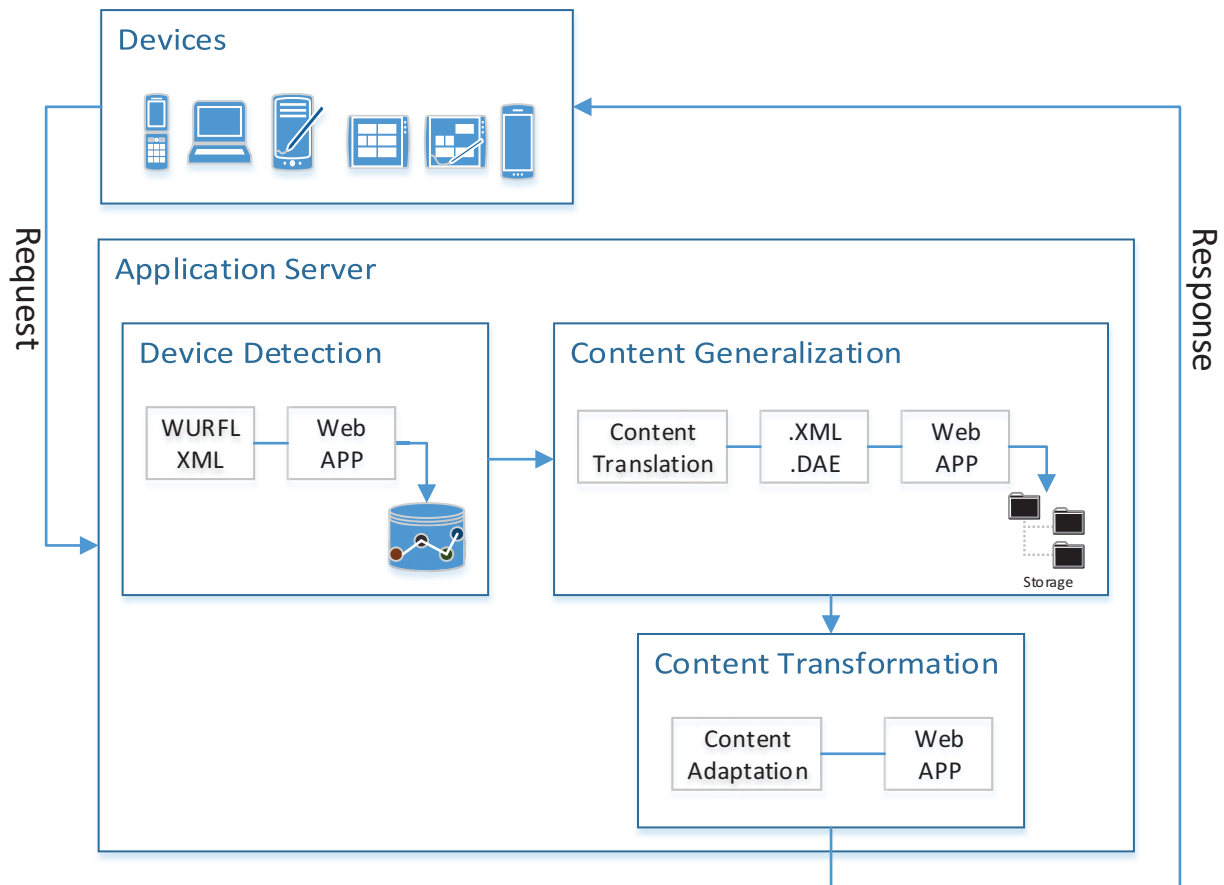 Devices
Request
Response
Application Server
Device Detection
WURFL
XML
Web
APP
Content Generalization
Content
Translation
.XML
.DAE
Web
APP
Storage
Content Transformation
Content
Adaptation
Web
APP